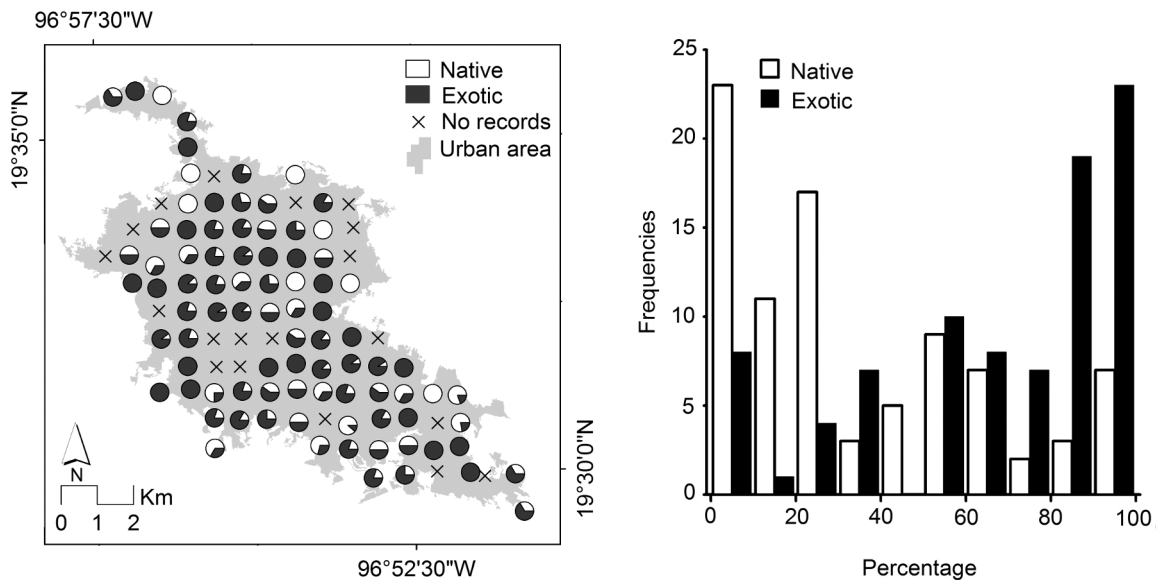 96°57'30"W
19°35'0"N
Native
Exotic
× No records
Urban area
N
Km
0 1 2
96°52'30"W
19°30'0"N
25
20
15
10
5
0
Frequencies
Native
Exotic
0 20 40 60 80 100
Percentage